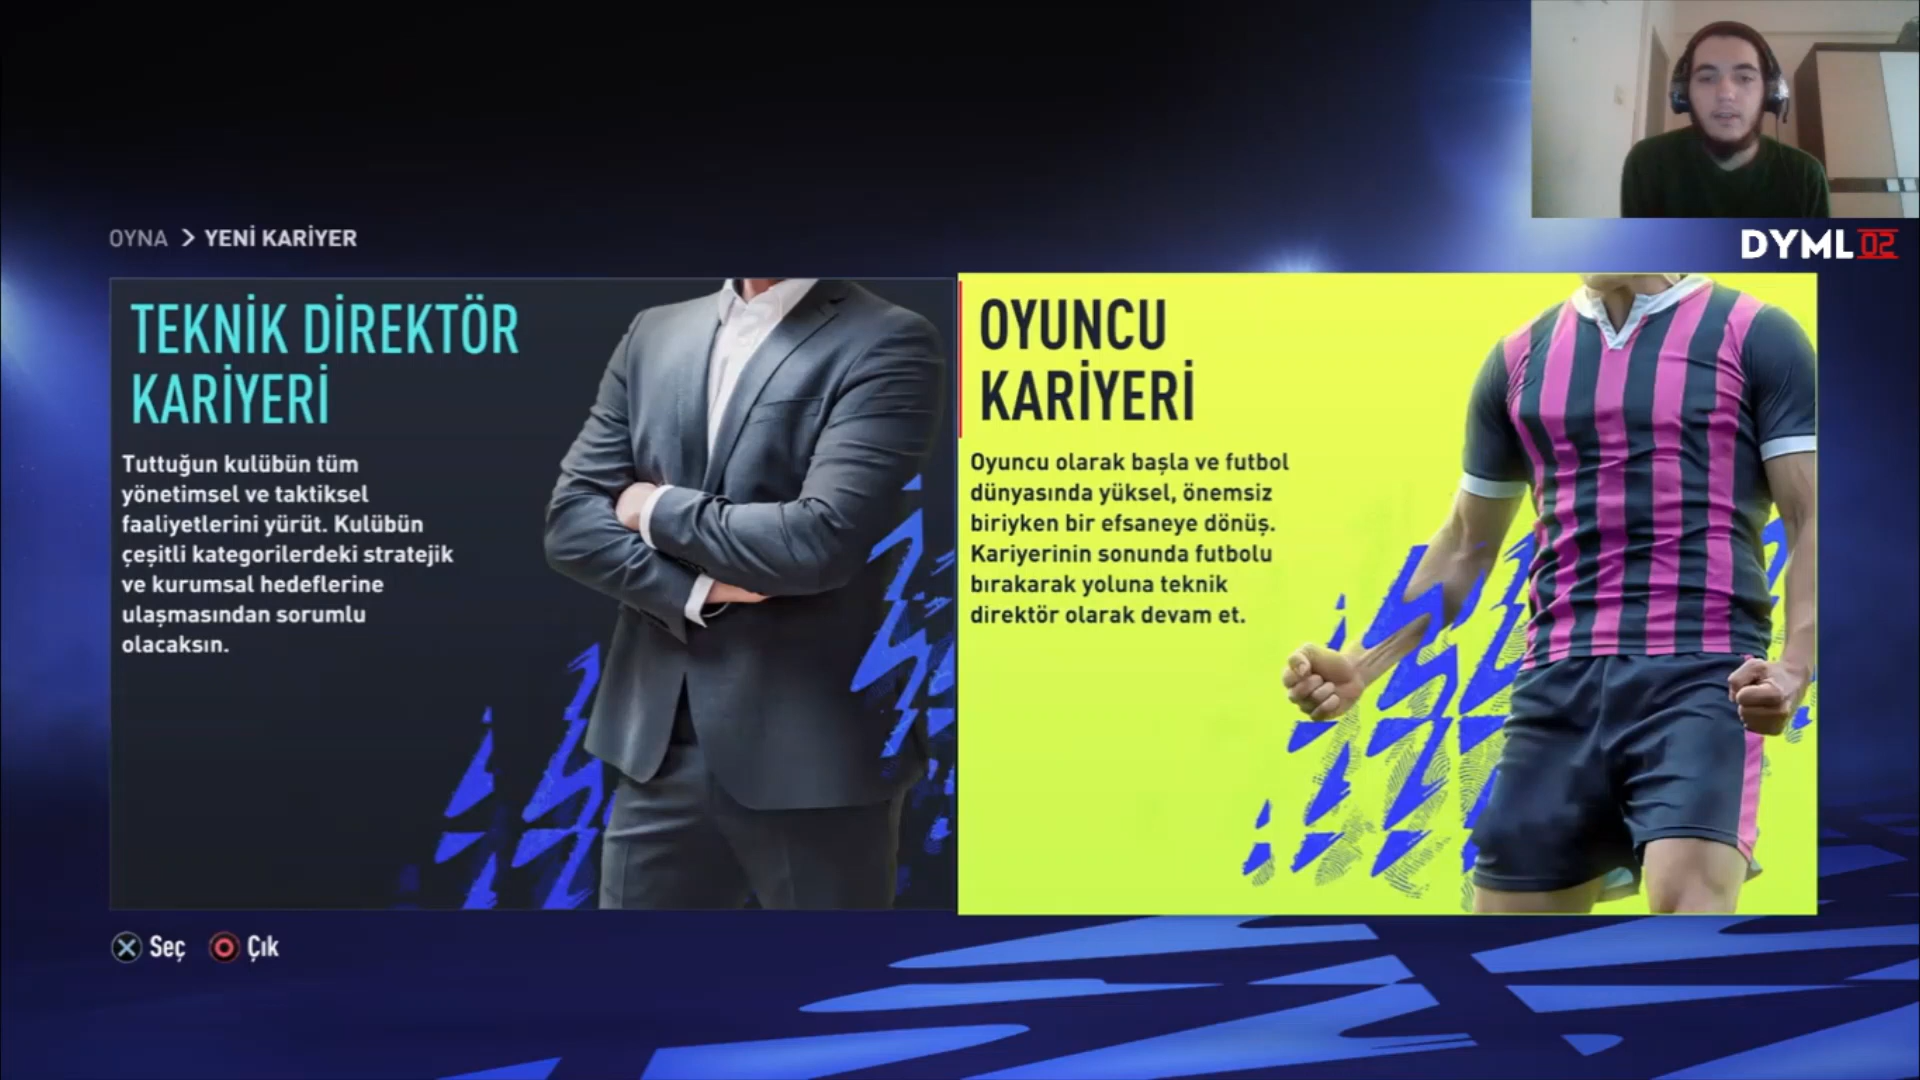 OYNA > YENİ KARİYER
DYML 02
TEKNİK DİREKTÖR
KARİYERİ
Tuttuğun kulübün tüm
yönetimsel ve taktiksel
faaliyetlerini yürüt. Kulübün
çeşitli kategorilerdeki stratejik
ve kurumsal hedeflerine
ulaşmasından sorumlu
olacaksın.
OYUNCU
KARİYERİ
Oyuncu olarak başla ve futbol
dünyasında yüksel, önemsiz
biriyken bir efsaneye dönüş.
Kariyerinin sonunda futbolu
bırakarak yoluna teknik
direktör olarak devam et.
Seç Çık